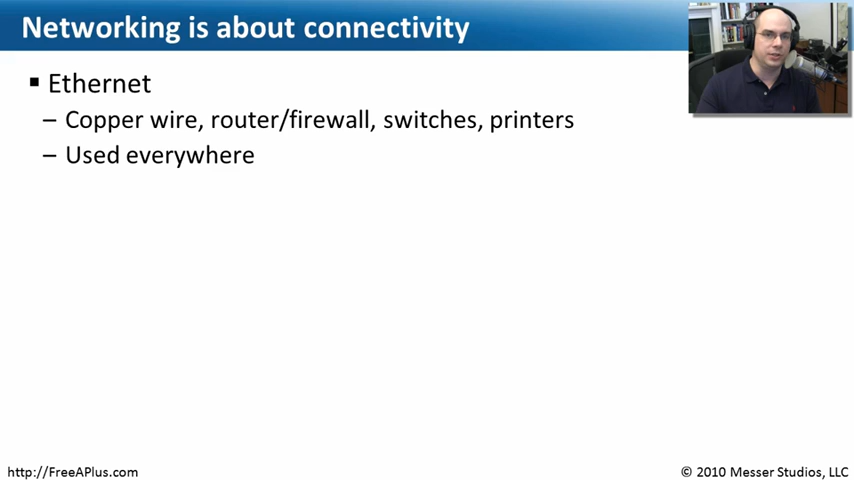 Networking is about connectivity
▪ Ethernet
– Copper wire, router/firewall, switches, printers
– Used everywhere
http://FreeAPlus.com
© 2010 Messer Studios, LLC